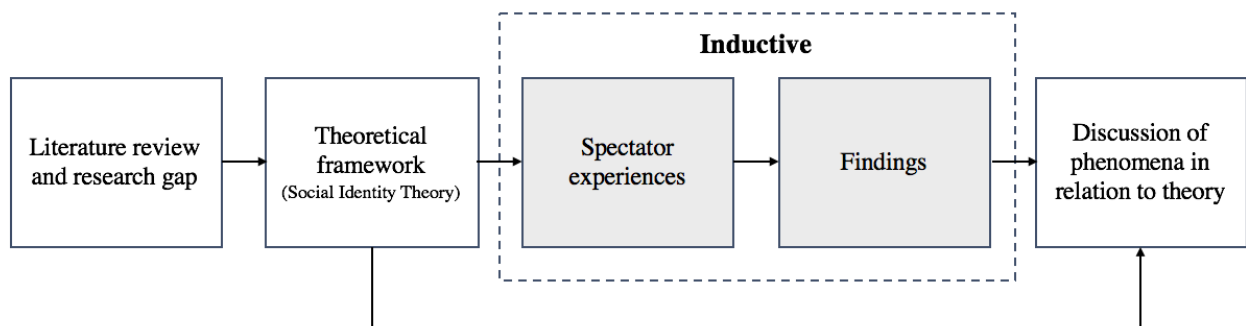 Inductive
Literature review
and research gap
Theoretical
framework
(Social Identity Theory)
Spectator
experiences
Findings
Discussion of
phenomena in
relation to theory